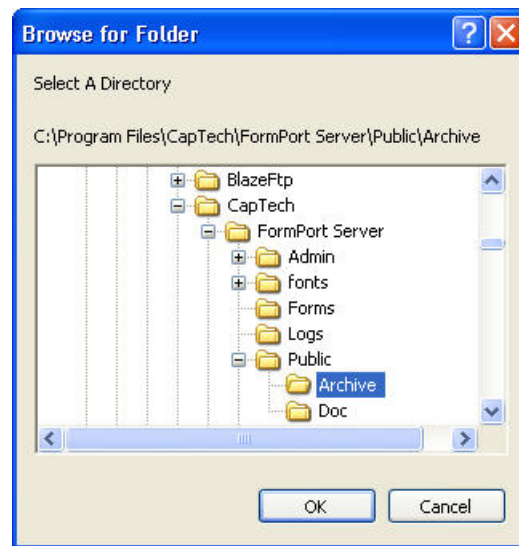 Browse for Folder
Select A Directory
C:\Program Files\CapTech\FormPort Server\Public\Archive
BlazeFtp
CapTech
FormPort Server
Admin
fonts
Forms
Logs
Public
Archive
Doc
OK Cancel